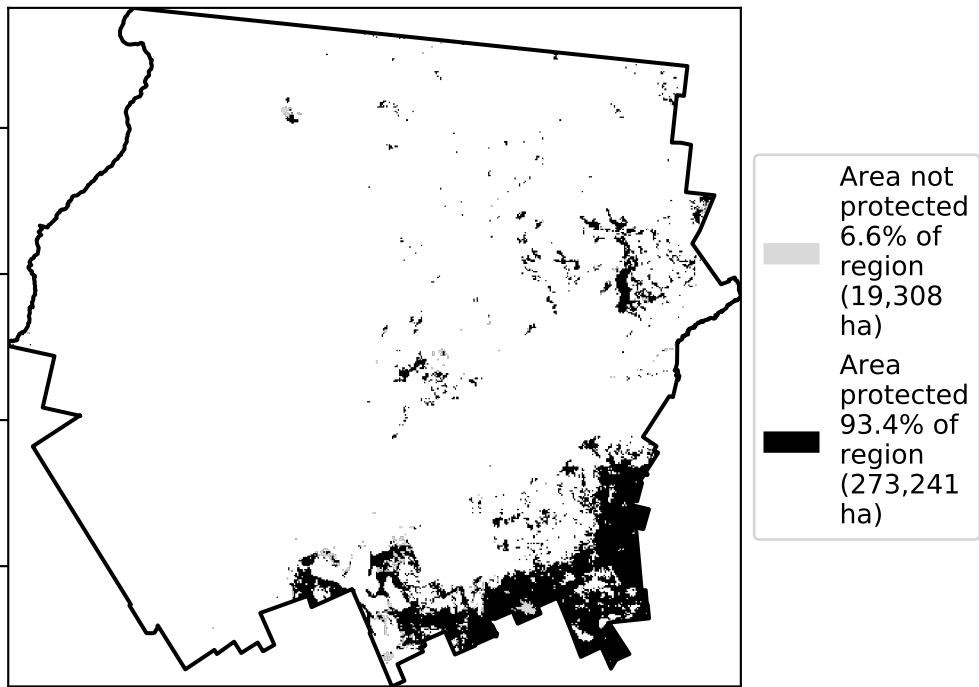 Area not
protected
6.6% of
region
(19,308
ha)
Area
protected
93.4% of
region
(273,241
ha)